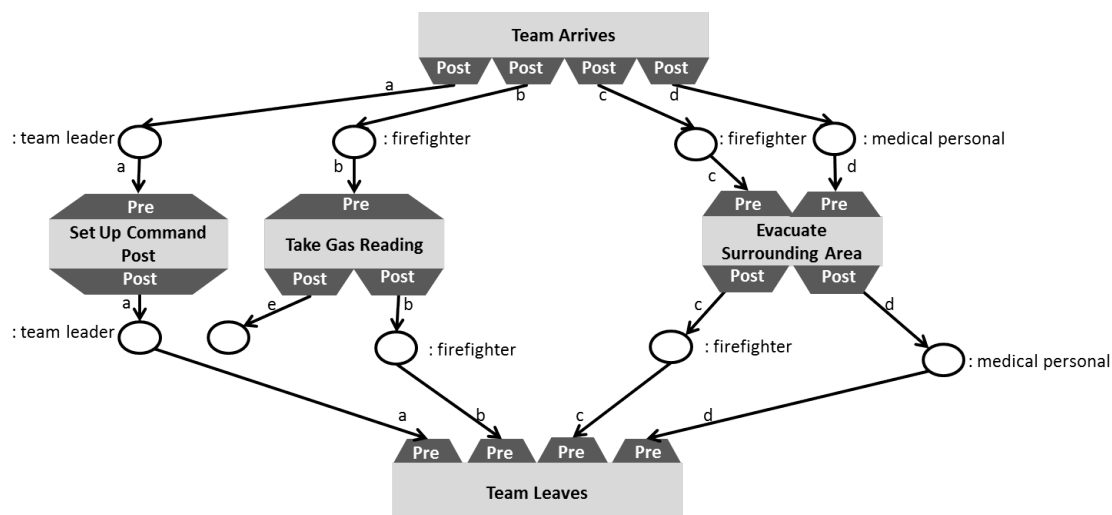 Team Arrives
Post Post Post Post
a b c d
: team leader : firefighter : firefighter : medical personal
a b c d
Pre Pre Pre Pre
Set Up Command
Post
Take Gas Reading
Evacuate
Surrounding Area
Post Post Post Post Post
a e b c d
: team leader : firefighter : firefighter : medical personal
a b c d
Pre Pre Pre Pre
Team Leaves